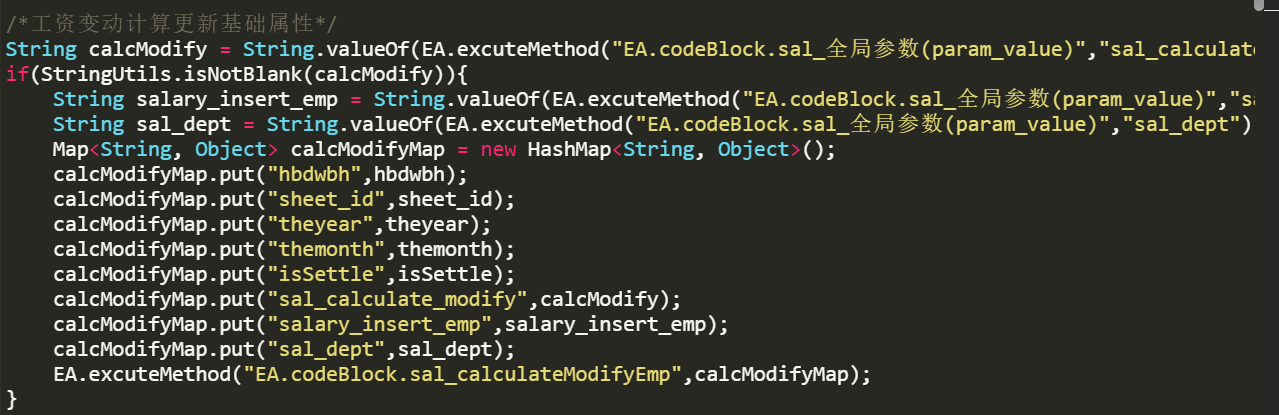 /*工资变动计算更新基础属性*/
String calcModify = String.valueOf(EA.excuteMethod("EA.codeBlock.sal_全局参数(param_value)","sal_calculate
if(StringUtils.isNotBlank(calcModify)){
    String salary_insert_emp = String.valueOf(EA.excuteMethod("EA.codeBlock.sal_全局参数(param_value)","sa
    String sal_dept = String.valueOf(EA.excuteMethod("EA.codeBlock.sal_全局参数(param_value)","sal_dept")
    Map<String, Object> calcModifyMap = new HashMap<String, Object>();
    calcModifyMap.put("hbdwbh",hbdwbh);
    calcModifyMap.put("sheet_id",sheet_id);
    calcModifyMap.put("theyear",theyear);
    calcModifyMap.put("themonth",themonth);
    calcModifyMap.put("isSettle",isSettle);
    calcModifyMap.put("sal_calculate_modify",calcModify);
    calcModifyMap.put("salary_insert_emp",salary_insert_emp);
    calcModifyMap.put("sal_dept",sal_dept);
    EA.excuteMethod("EA.codeBlock.sal_calculateModifyEmp",calcModifyMap);
}